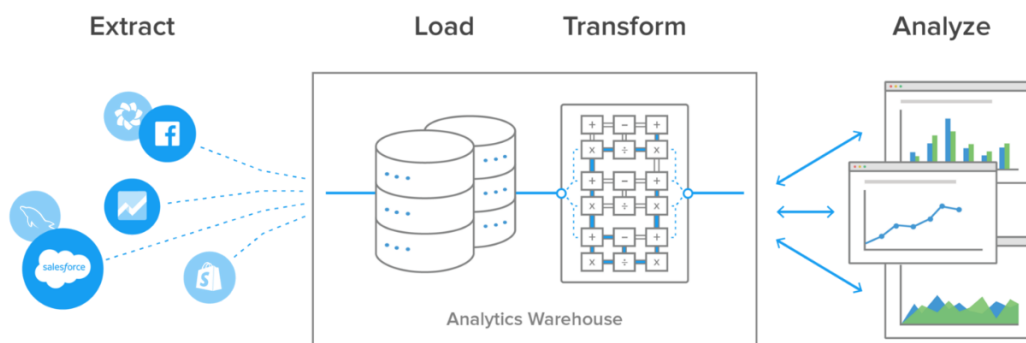 Extract
Load
Transform
Analyze
salesforce
+ − +
x ÷ x
+ − +
x ÷ x
+ − +
x ÷ x
Analytics Warehouse